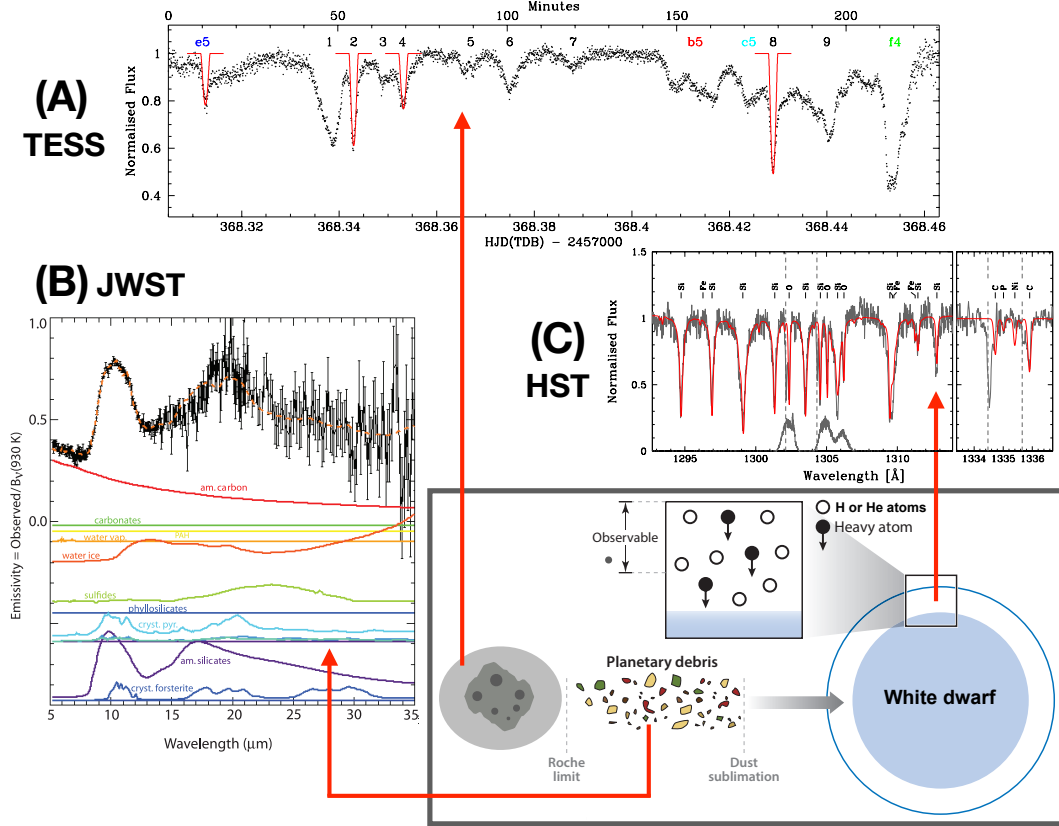 Minutes
0 50 100 150 200
e5 1 2 3 4 5 6 7 b5 c5 8 9 f4
(A)
TESS
Normalised Flux
1
0.8
0.6
0.4
368.32 368.34 368.36 368.38 368.4 368.42 368.44 368.46
HJD(TDB) - 2457000
(B) JWST
1.0
0.5
0.0
Emissivity = Observed/Bν(930 K)
am. carbon
carbonates
PAH
water vap.
water ice
sulfides
phyllosilicates
cryst. pyr.
am. silicates
cryst. forsterite
5 10 15 20 25 30 35
Wavelength (μm)
(C)
HST
Normalised Flux
1.5
1
0.5
0
Si Fe Si Si Si O Si Si O Si O Si Fe Fe Si Si C P Ni C
1295 1300 1305 1310 1334 1335 1336
Wavelength [Å]
Observable
H or He atoms
Heavy atom
Planetary debris
White dwarf
Roche
limit
Dust
sublimation